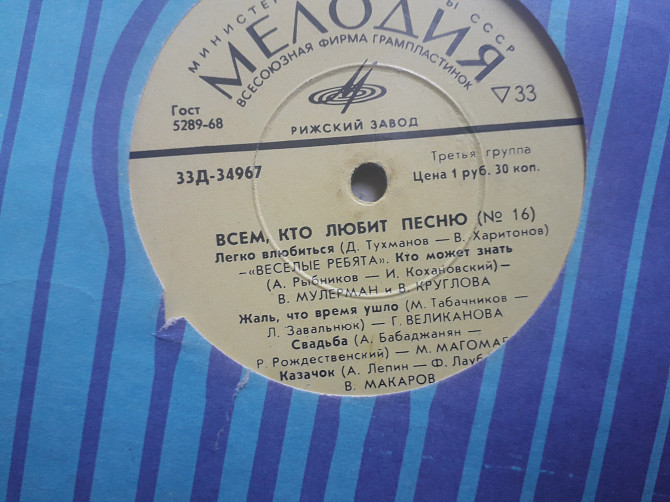 МИНИСТЕ Ы СССР
МЕЛОДИЯ
ВСЕСОЮЗНАЯ ФИРМА ГРАМПЛАСТИНОК
Гост
5289-68
▽33
РИЖСКИЙ ЗАВОД
33Д-34967
Третья группа
Цена 1 руб. 30 коп.
ВСЕМ, КТО ЛЮБИТ ПЕСНЮ (№ 16)
Легко влюбиться (Д. Тухманов — В. Харитонов)
—«ВЕСЕЛЫЕ РЕБЯТА». Кто может знать
(А. Рыбников — И. Кохановский)—
В. МУЛЕРМАН и В. КРУГЛОВА
Жаль, что время ушло (М. Табачников —
Л. Завальнюк) — Г. ВЕЛИКАНОВА
Свадьба (А. Бабаджанян —
Р. Рождественский) — М. МАГОМА
Казачок (А. Лепин — Ф. Лауб
В. МАКАРОВ